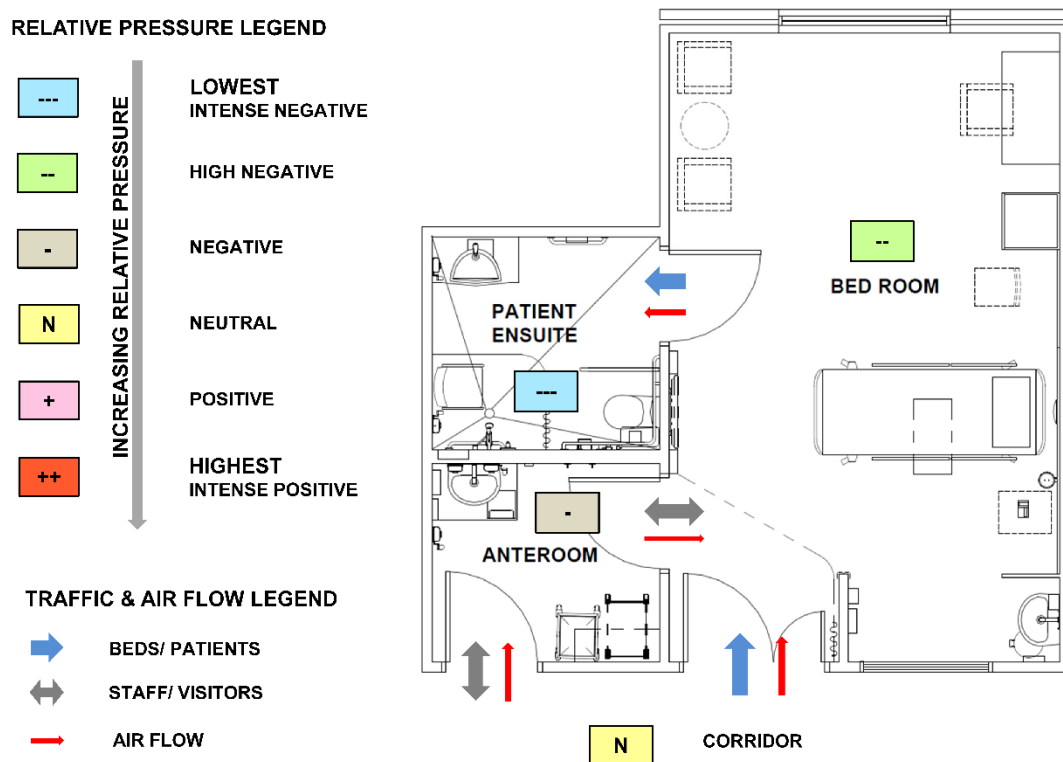 RELATIVE PRESSURE LEGEND
INCREASING RELATIVE PRESSURE
---
LOWEST
INTENSE NEGATIVE
--
HIGH NEGATIVE
-
NEGATIVE
N
NEUTRAL
+
POSITIVE
++
HIGHEST
INTENSE POSITIVE
TRAFFIC & AIR FLOW LEGEND
BEDS/ PATIENTS
STAFF/ VISITORS
AIR FLOW
--
BED ROOM
PATIENT
ENSUITE
---
-
ANTEROOM
N
CORRIDOR